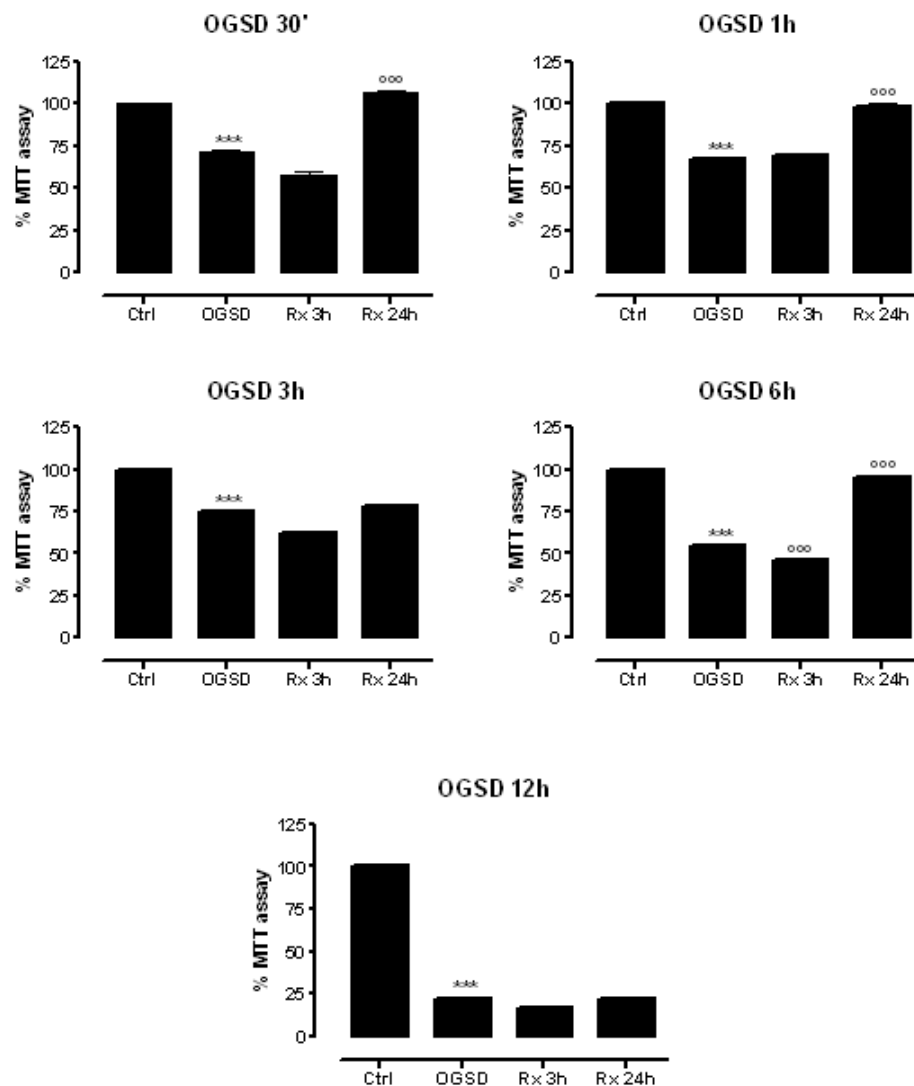 OGSD 30'
% MTT assay
125
100
75
50
25
0
***
°°°
Ctrl OGSD Rx 3h Rx 24h
OGSD 1h
% MTT assay
125
100
75
50
25
0
***
°°°
Ctrl OGSD Rx 3h Rx 24h
OGSD 3h
% MTT assay
125
100
75
50
25
0
***
Ctrl OGSD Rx 3h Rx 24h
OGSD 6h
% MTT assay
125
100
75
50
25
0
***
°°°
°°°
Ctrl OGSD Rx 3h Rx 24h
OGSD 12h
% MTT assay
125
100
75
50
25
0
***
Ctrl OGSD Rx 3h Rx 24h